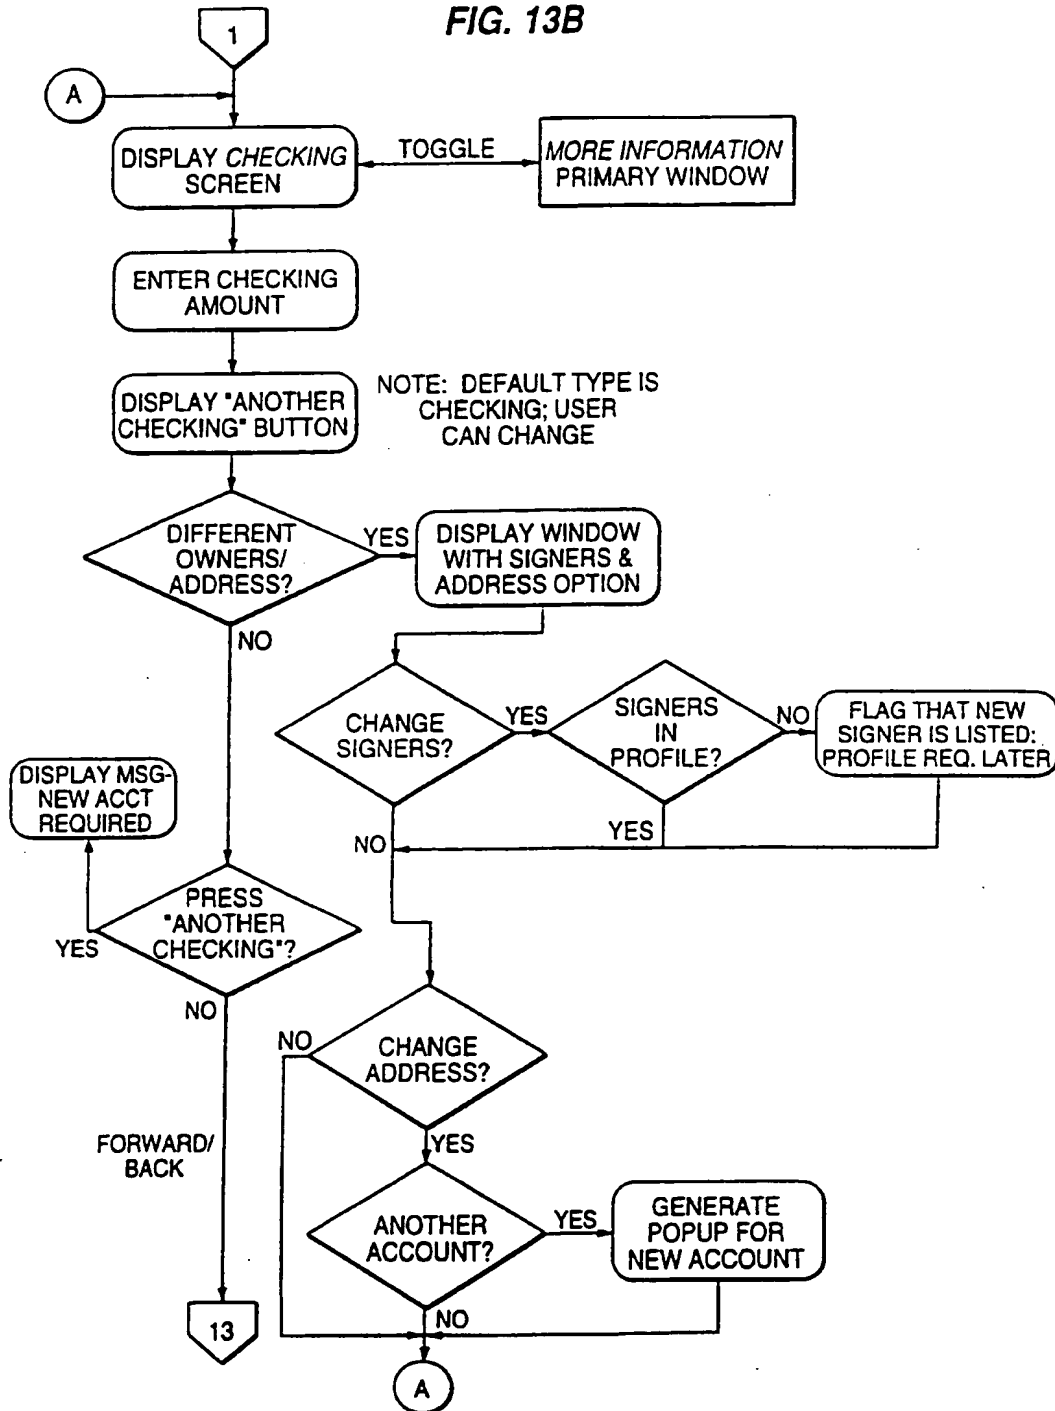 FIG. 13B
1
A
DISPLAY CHECKING
SCREEN
TOGGLE
MORE INFORMATION
PRIMARY WINDOW
ENTER CHECKING
AMOUNT
DISPLAY "ANOTHER
CHECKING" BUTTON
NOTE: DEFAULT TYPE IS
CHECKING; USER
CAN CHANGE
DIFFERENT
OWNERS/
ADDRESS?
YES
DISPLAY WINDOW
WITH SIGNERS &
ADDRESS OPTION
NO
CHANGE
SIGNERS?
YES
SIGNERS
IN
PROFILE?
NO
FLAG THAT NEW
SIGNER IS LISTED:
PROFILE REQ. LATER
DISPLAY MSG-
NEW ACCT
REQUIRED
NO
YES
PRESS
"ANOTHER
CHECKING"?
YES
NO
NO
CHANGE
ADDRESS?
YES
FORWARD/
BACK
ANOTHER
ACCOUNT?
YES
GENERATE
POPUP FOR
NEW ACCOUNT
NO
13
A